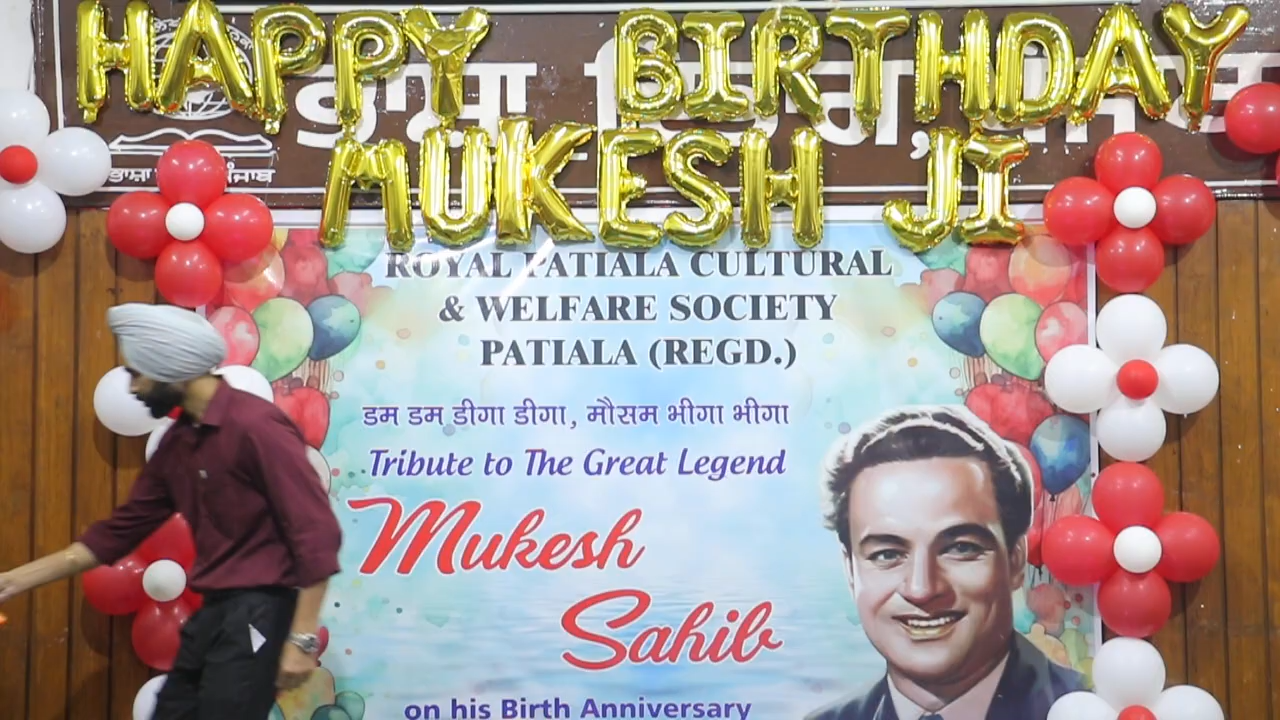 HAPPY BIRTHDAY
MUKESH JI
ROYAL PATIALA CULTURAL
& WELFARE SOCIETY
PATIALA (REGD.)
डम डम डीगा डीगा, मौसम भीगा भीगा
Tribute to The Great Legend
Mukesh
Sahib
on his Birth Anniversary